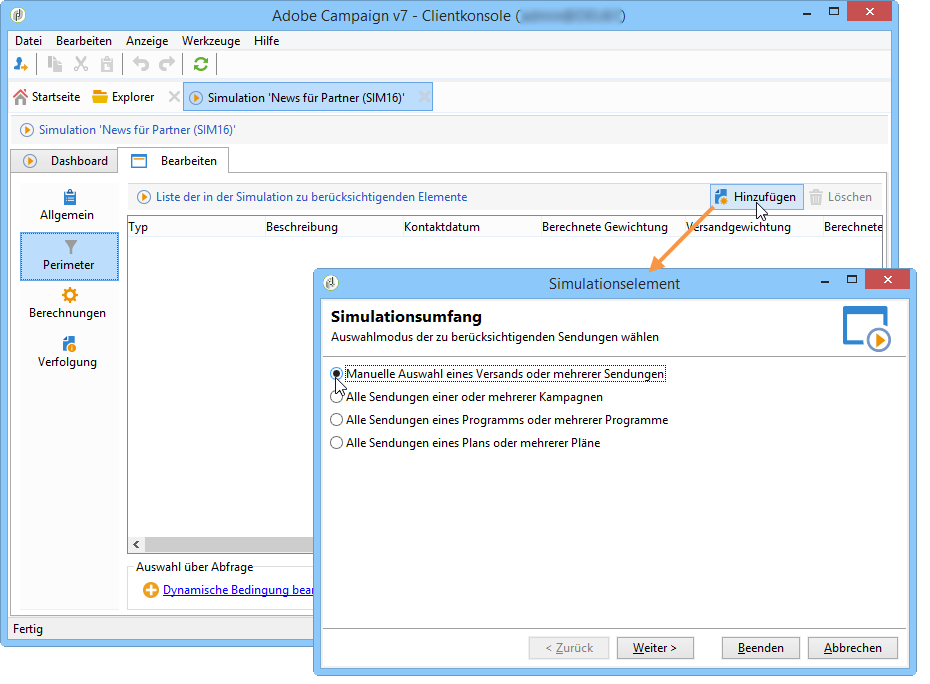 Adobe Campaign v7 - Clientkonsole ( )
Datei Bearbeiten Anzeige Werkzeuge Hilfe
Startseite Explorer Simulation 'News für Partner (SIM16)'
Simulation 'News für Partner (SIM16)'
Dashboard Bearbeiten
Allgemein
Perimeter
Berechnungen
Verfolgung
Liste der in der Simulation zu berücksichtigenden Elemente Hinzufügen Löschen
Typ Beschreibung Kontaktdatum Berechnete Gewichtung Versandgewichtung Berechnete
Auswahl über Abfrage
Dynamische Bedingung bear
Fertig
Simulationselement
Simulationsumfang
Auswahlmodus der zu berücksichtigenden Sendungen wählen
Manuelle Auswahl eines Versands oder mehrerer Sendungen
Alle Sendungen einer oder mehrerer Kampagnen
Alle Sendungen eines Programms oder mehrerer Programme
Alle Sendungen eines Plans oder mehrerer Pläne
< Zurück Weiter > Beenden Abbrechen